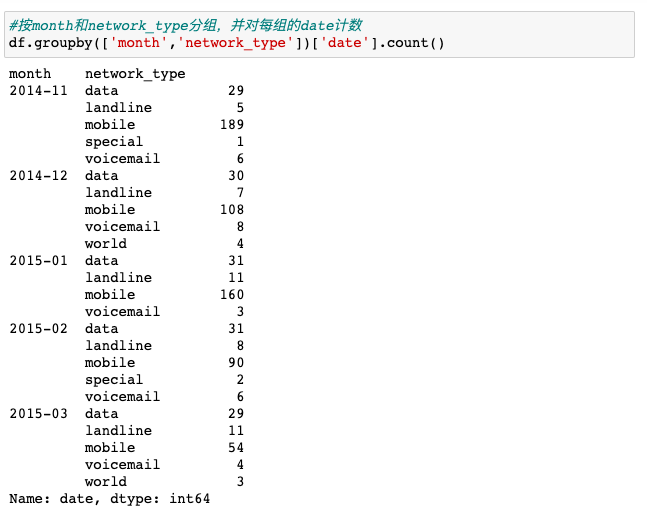 #按month和network_type分组，并对每组的date计数
df.groupby(['month','network_type'])['date'].count()
month    network_type
2014-11  data             29
         landline          5
         mobile          189
         special           1
         voicemail         6
2014-12  data             30
         landline          7
         mobile          108
         voicemail         8
         world             4
2015-01  data             31
         landline         11
         mobile          160
         voicemail         3
2015-02  data             31
         landline          8
         mobile           90
         special           2
         voicemail         6
2015-03  data             29
         landline         11
         mobile           54
         voicemail         4
         world             3
Name: date, dtype: int64